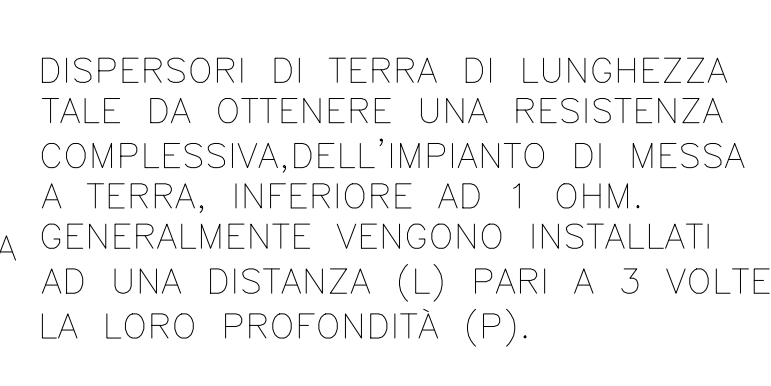 DISPERSORI DI TERRA DI LUNGHEZZA
TALE DA OTTENERE UNA RESISTENZA
COMPLESSIVA,DELL'IMPIANTO DI MESSA
A TERRA, INFERIORE AD 1 OHM.
GENERALMENTE VENGONO INSTALLATI
AD UNA DISTANZA (L) PARI A 3 VOLTE
LA LORO PROFONDITÀ (P).